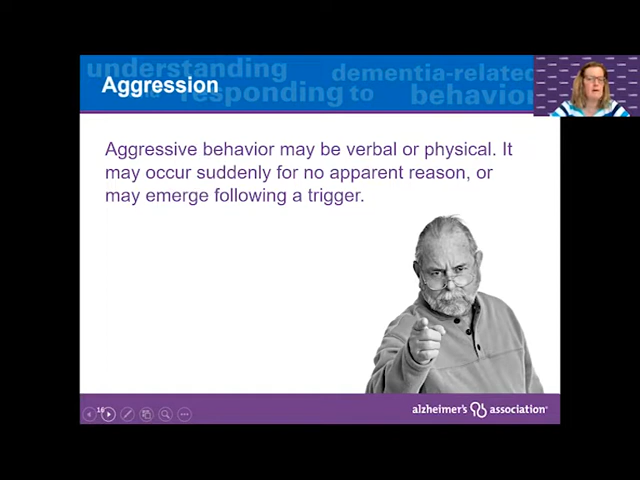 understanding
dementia-related
Aggression
responding to
behavior
Aggressive behavior may be verbal or physical. It
may occur suddenly for no apparent reason, or
may emerge following a trigger.
alzheimer's association®